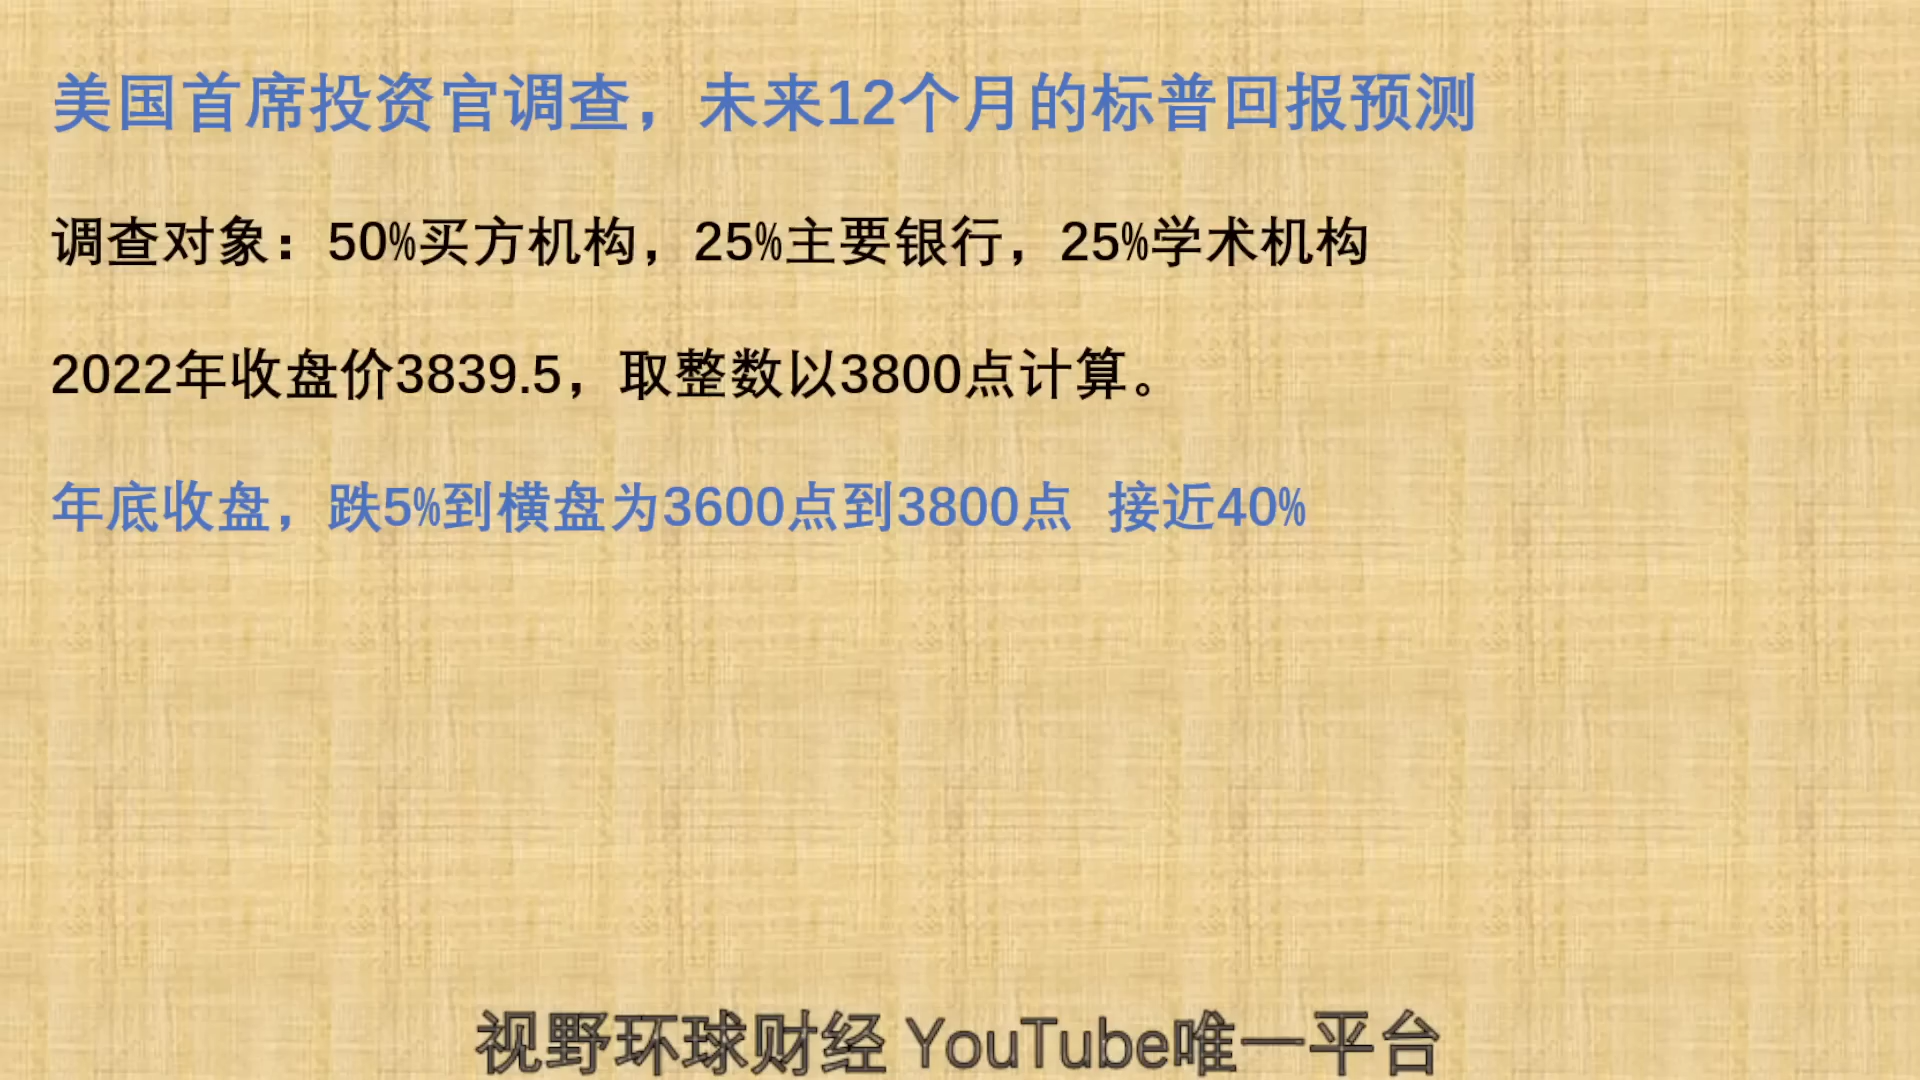 美国首席投资官调查，未来12个月的标普回报预测
调查对象：50%买方机构，25%主要银行，25%学术机构
2022年收盘价3839.5，取整数以3800点计算。
年底收盘，跌5%到横盘为3600点到3800点 接近40%
视野环球财经 YouTube唯一平台